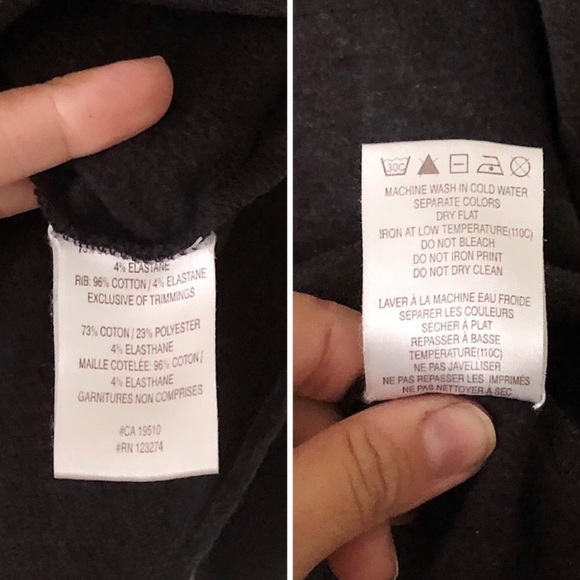 4% ELASTANE
RIB: 96% COTTON / 4% ELASTANE
EXCLUSIVE OF TRIMMINGS
73% COTON / 23% POLYESTER
4% ELASTHANE
MAILLE COTELÉE: 96% COTON /
4% ELASTHANE
GARNITURES NON COMPRISES
#CA 19510
#RN 123274
30C
MACHINE WASH IN COLD WATER
SEPARATE COLORS
DRY FLAT
IRON AT LOW TEMPERATURE(110C)
DO NOT BLEACH
DO NOT IRON PRINT
DO NOT DRY CLEAN
LAVER À LA MACHINE EAU FROIDE
SÉPARER LES COULEURS
SÉCHER À PLAT
REPASSER À BASSE
TEMPERATURE(110C)
NE PAS JAVELLISER
NE PAS REPASSER LES IMPRIMÉS
NE PAS NETTOYER À SEC